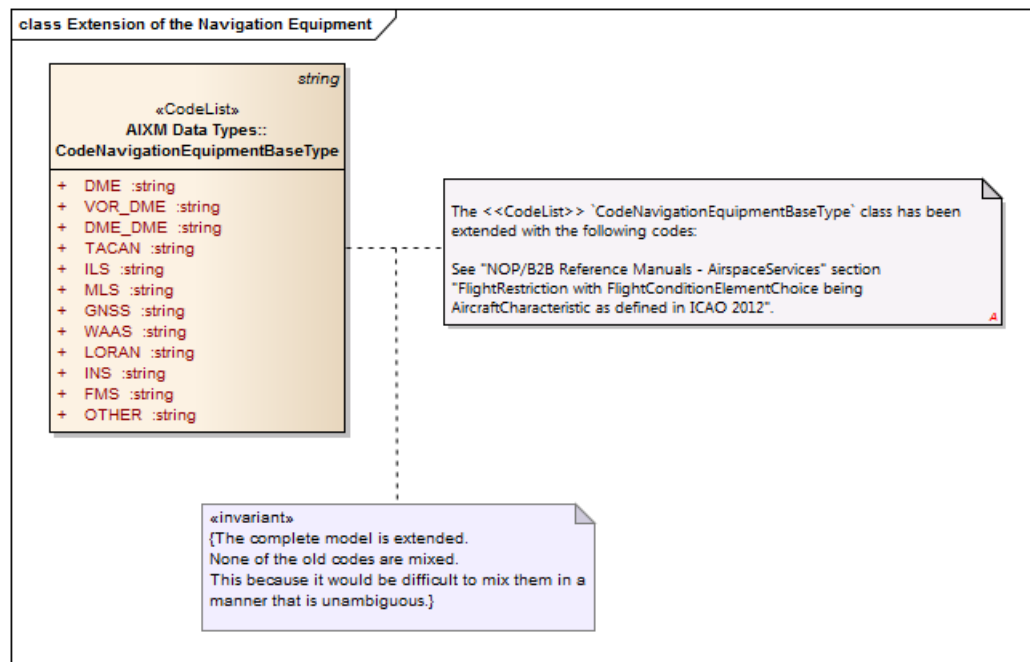 class Extension of the Navigation Equipment
string
«CodeList»
AIXM Data Types::
CodeNavigationEquipmentBaseType
+ DME :string
+ VOR_DME :string
+ DME_DME :string
+ TACAN :string
+ ILS :string
+ MLS :string
+ GNSS :string
+ WAAS :string
+ LORAN :string
+ INS :string
+ FMS :string
+ OTHER :string
The <<CodeList>> `CodeNavigationEquipmentBaseType` class has been
extended with the following codes:
See "NOP/B2B Reference Manuals - AirspaceServices" section
"FlightRestriction with FlightConditionElementChoice being
AircraftCharacteristic as defined in ICAO 2012".
A
«invariant»
{The complete model is extended.
None of the old codes are mixed.
This because it would be difficult to mix them in a
manner that is unambiguous.}